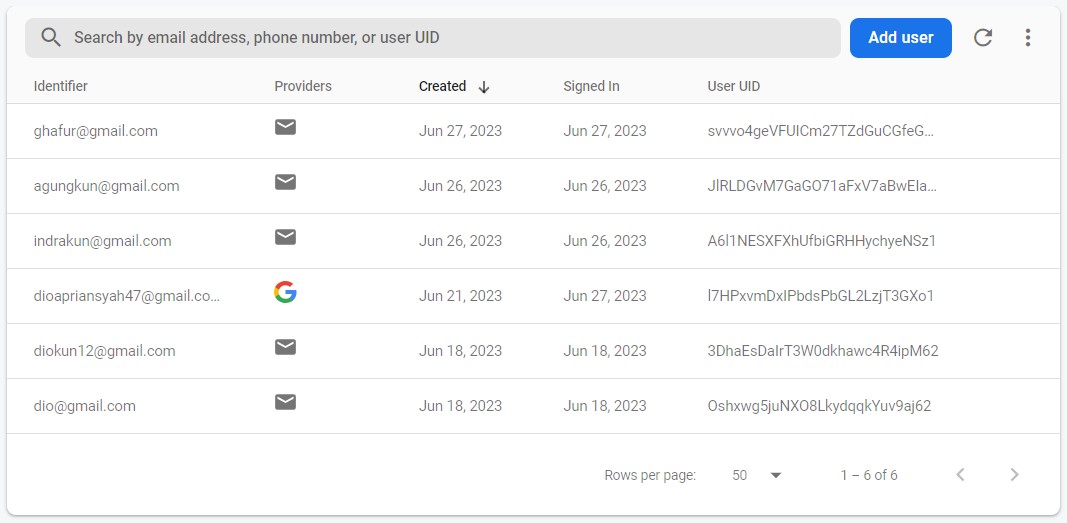 Search by email address, phone number, or user UID Add user
Identifier Providers Created Signed In User UID
ghafur@gmail.com Jun 27, 2023 Jun 27, 2023 svvvo4geVFUICm27TZdGuCGfeG…
agungkun@gmail.com Jun 26, 2023 Jun 26, 2023 JlRLDGvM7GaGO71aFxV7aBwEIa…
indrakun@gmail.com Jun 26, 2023 Jun 26, 2023 A6l1NESXFXhUfbiGRHHychyeNSz1
dioapriansyah47@gmail.co… Jun 21, 2023 Jun 27, 2023 l7HPxvmDxIPbdsPbGL2LzjT3GXo1
diokun12@gmail.com Jun 18, 2023 Jun 18, 2023 3DhaEsDaIrT3W0dkhawc4R4ipM62
dio@gmail.com Jun 18, 2023 Jun 18, 2023 Oshxwg5juNXO8LkydqqkYuv9aj62
Rows per page: 50 1 – 6 of 6